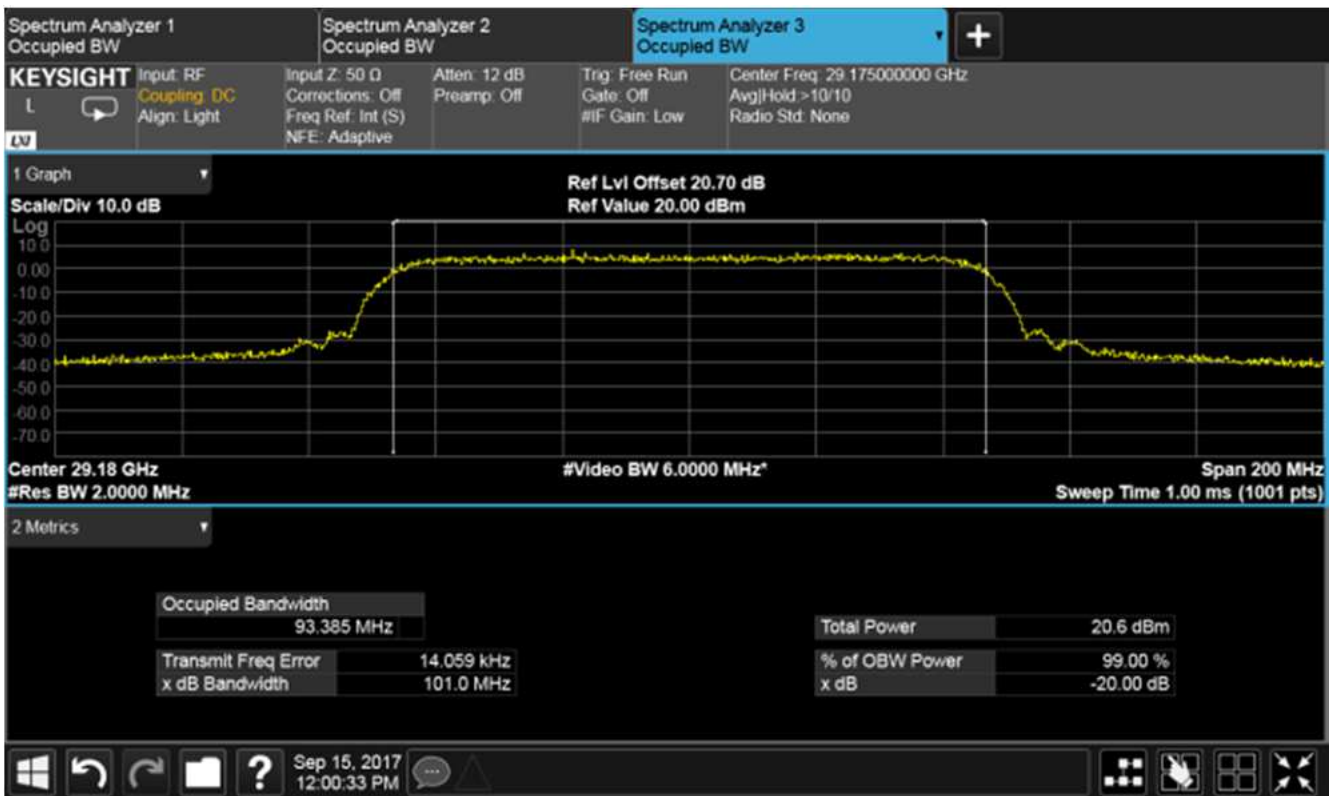 Spectrum Analyzer 1
Occupied BW
Spectrum Analyzer 2
Occupied BW
Spectrum Analyzer 3
Occupied BW
KEYSIGHT
L
LXI
Input: RF
Coupling: DC
Align: Light
Input Z: 50 Ω
Corrections: Off
Freq Ref: Int (S)
NFE: Adaptive
Atten: 12 dB
Preamp: Off
Trig: Free Run
Gate: Off
#IF Gain: Low
Center Freq: 29.175000000 GHz
Avg|Hold:>10/10
Radio Std: None
1 Graph
Scale/Div 10.0 dB
Ref Lvl Offset 20.70 dB
Ref Value 20.00 dBm
Log
10.0
0.00
-10.0
-20.0
-30.0
-40.0
-50.0
-60.0
-70.0
Center 29.18 GHz
#Video BW 6.0000 MHz*
Span 200 MHz
#Res BW 2.0000 MHz
Sweep Time 1.00 ms (1001 pts)
2 Metrics
Occupied Bandwidth
93.385 MHz
Total Power 20.6 dBm
Transmit Freq Error 14.059 kHz
% of OBW Power 99.00 %
x dB Bandwidth 101.0 MHz
x dB -20.00 dB
?
Sep 15, 2017
12:00:33 PM